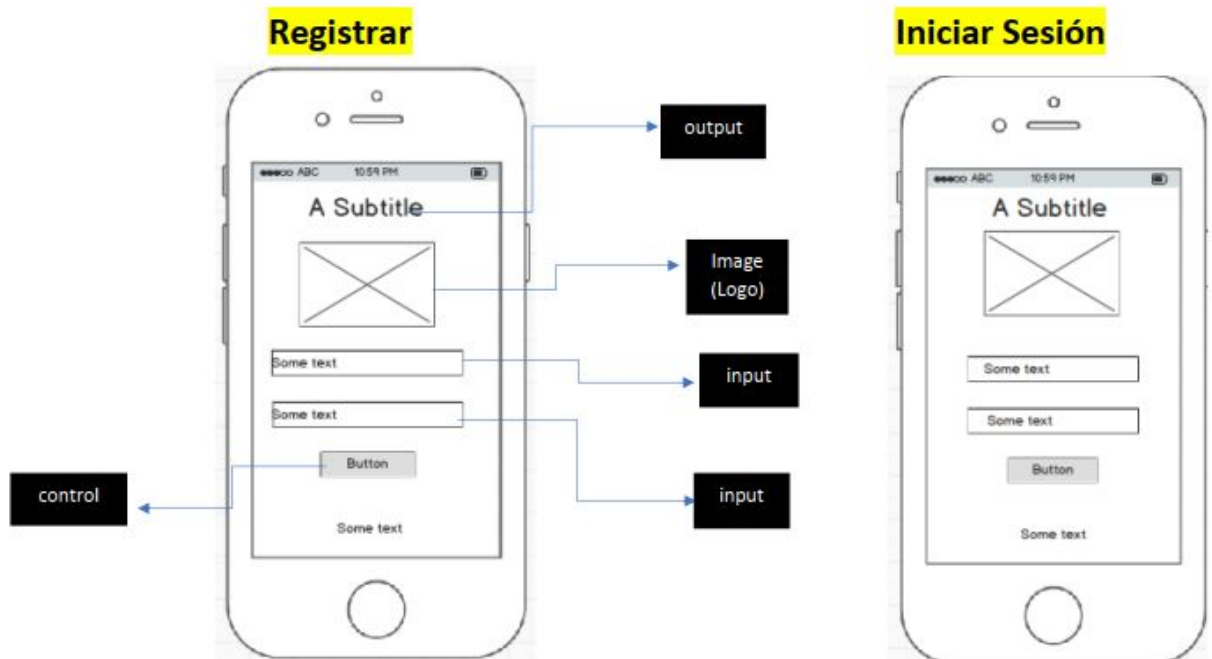 Registrar
Iniciar Sesión
output
ABC 10:59 PM
A Subtitle
Image
(Logo)
Some text
input
Some text
input
Button
control
Some text
ABC 10:59 PM
A Subtitle
Some text
Some text
Button
Some text